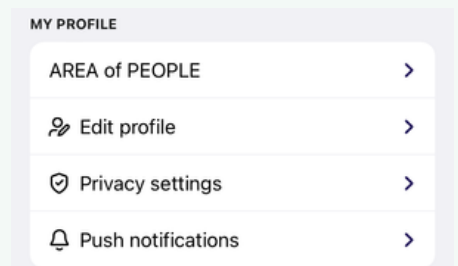 MY PROFILE
AREA of PEOPLE
Edit profile
Privacy settings
Push notifications